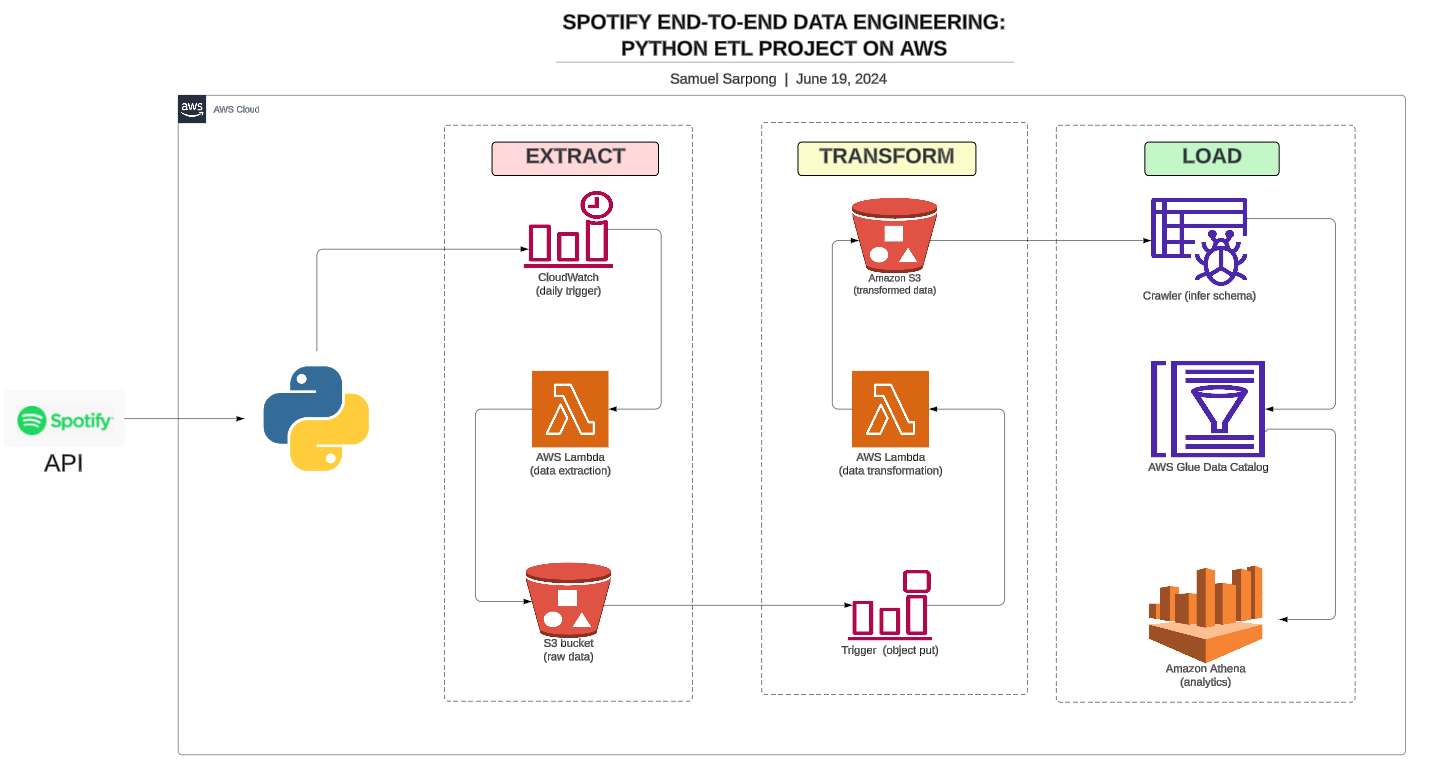 SPOTIFY END-TO-END DATA ENGINEERING:
PYTHON ETL PROJECT ON AWS
Samuel Sarpong | June 19, 2024
aws
AWS Cloud
EXTRACT
TRANSFORM
LOAD
CloudWatch
(daily trigger)
Amazon S3
(transformed data)
Crawler (infer schema)
Spotify
API
AWS Lambda
(data extraction)
AWS Lambda
(data transformation)
AWS Glue Data Catalog
S3 bucket
(raw data)
Trigger (object put)
Amazon Athena
(analytics)